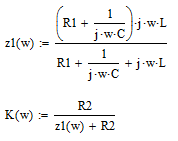 z1(w) := ((R1 + 1/(j·w·C))·j·w·L)/(R1 + 1/(j·w·C) + j·w·L)
K(w) := R2/(z1(w) + R2)